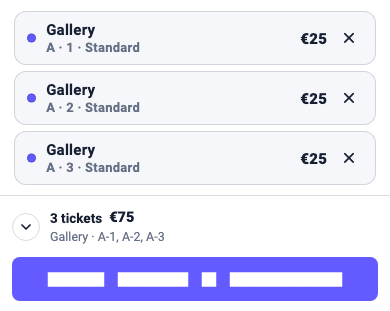 Gallery
A · 1 · Standard
€25
Gallery
A · 2 · Standard
€25
Gallery
A · 3 · Standard
€25
3 tickets €75
Gallery · A-1, A-2, A-3